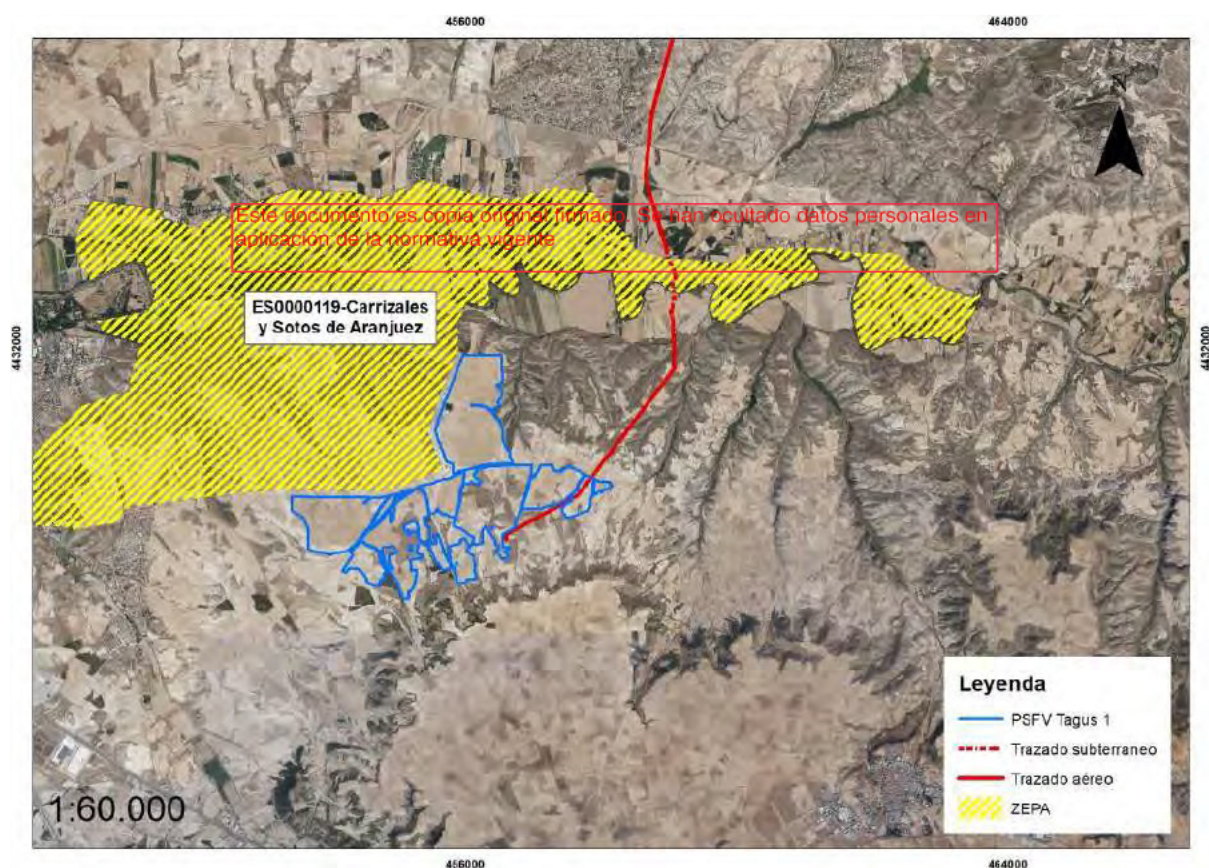 456000
464000
N
Este documento es copia original firmado. Se han ocultado datos personales en
aplicación de la normativa vigente
ES0000119-Carrizales
y Sotos de Aranjuez
4432000
4432000
Leyenda
PSFV Tagus 1
Trazado subterraneo
Trazado aéreo
ZEPA
1:60.000
456000
464000